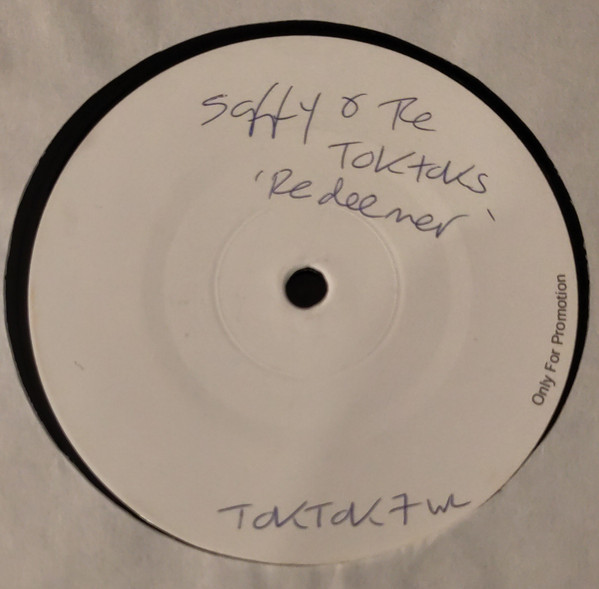 Saffy & The
TOKTOKS
'Redeemer'
Only For Promotion
TOKTOK7WL